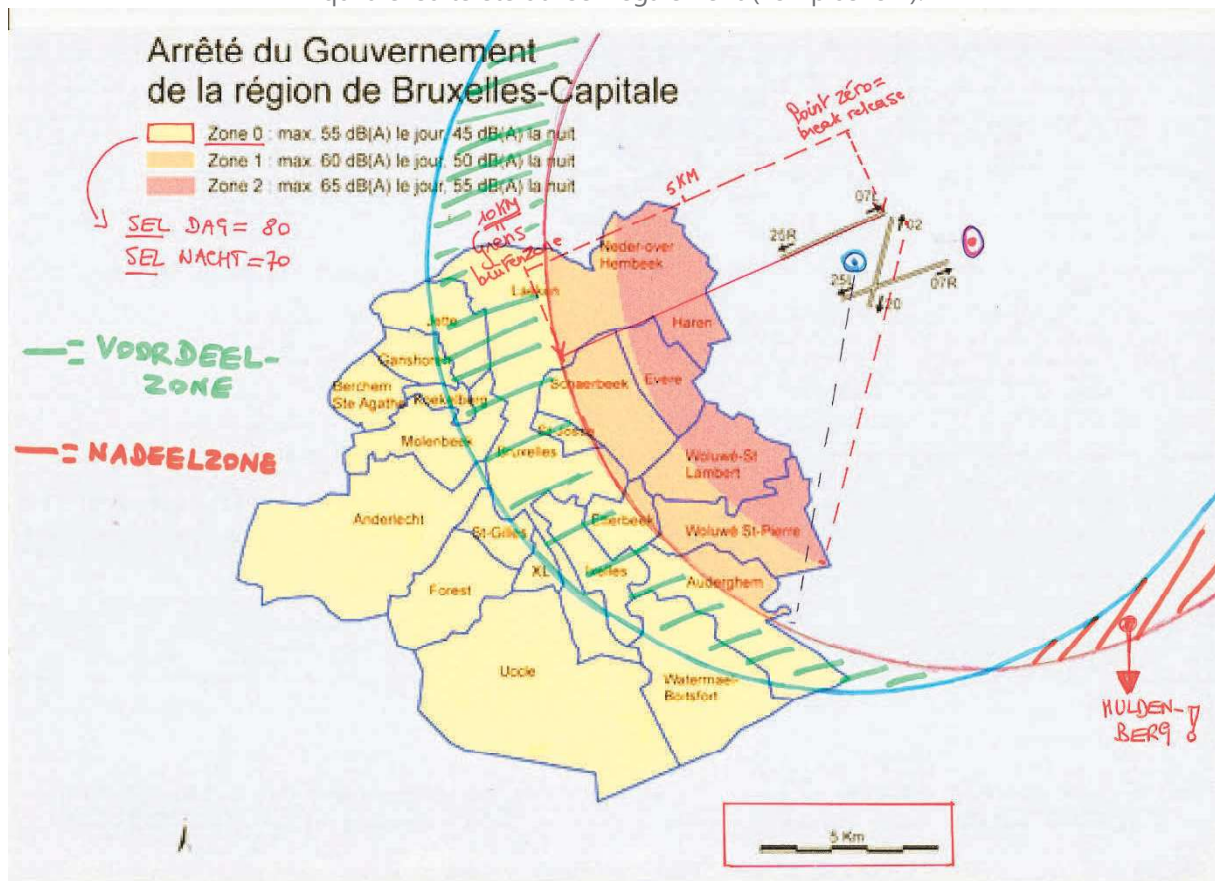 Arrêté du Gouvernement
de la région de Bruxelles-Capitale
Zone 0 : max. 55 dB(A) le jour, 45 dB(A) la nuit
Zone 1 : max. 60 dB(A) le jour, 50 dB(A) la nuit
Zone 2 : max. 65 dB(A) le jour, 55 dB(A) la nuit
SEL DAG = 80
SEL NACHT = 70
Point zéro =
break release
5 KM
10 KM
=
Grens
buitenzone
07L
02
25R
25L
20
07R
Neder-over
Hembeek
Laeken
Haren
Jette
Ganshoren
Berchem
Ste Agathe
Koekelberg
Schaerbeek
Evere
Molenbeek
St-Josse
Bruxelles
Woluwé-St
Lambert
Anderlecht
St-Gilles
Etterbeek
Woluwé St-Pierre
XL
Ixelles
Auderghem
Forest
Uccle
Watermael-
Boitsfort
= VOORDEEL-
ZONE
= NADEELZONE
HULDEN-
BERG !
5 Km